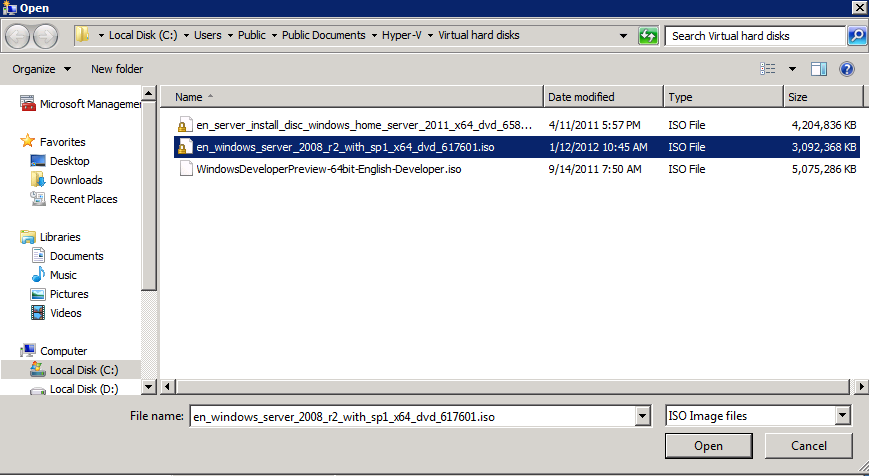 Open
Local Disk (C:) Users Public Public Documents Hyper-V Virtual hard disks Search Virtual hard disks
Organize New folder
Name Date modified Type Size
Microsoft Managemer
en_server_install_disc_windows_home_server_2011_x64_dvd_658... 4/11/2011 5:57 PM ISO File 4,204,836 KB
en_windows_server_2008_r2_with_sp1_x64_dvd_617601.iso 1/12/2012 10:45 AM ISO File 3,092,368 KB
WindowsDeveloperPreview-64bit-English-Developer.iso 9/14/2011 7:50 AM ISO File 5,075,286 KB
Favorites
Desktop
Downloads
Recent Places
Libraries
Documents
Music
Pictures
Videos
Computer
Local Disk (C:)
Local Disk (D:)
File name: en_windows_server_2008_r2_with_sp1_x64_dvd_617601.iso ISO Image files
Open Cancel